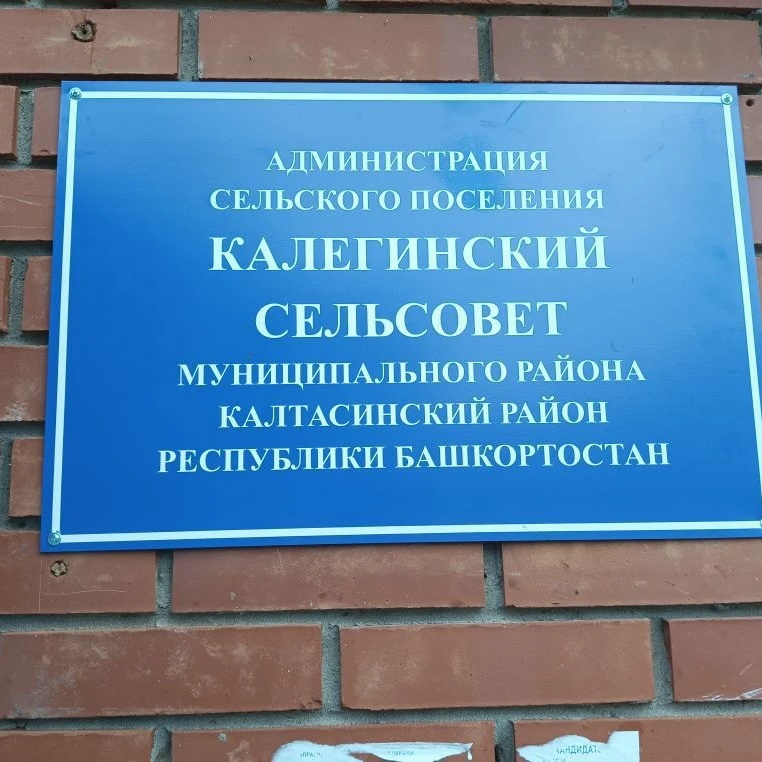 АДМИНИСТРАЦИЯ
СЕЛЬСКОГО ПОСЕЛЕНИЯ
КАЛЕГИНСКИЙ
СЕЛЬСОВЕТ
МУНИЦИПАЛЬНОГО РАЙОНА
КАЛТАСИНСКИЙ РАЙОН
РЕСПУБЛИКИ БАШКОРТОСТАН